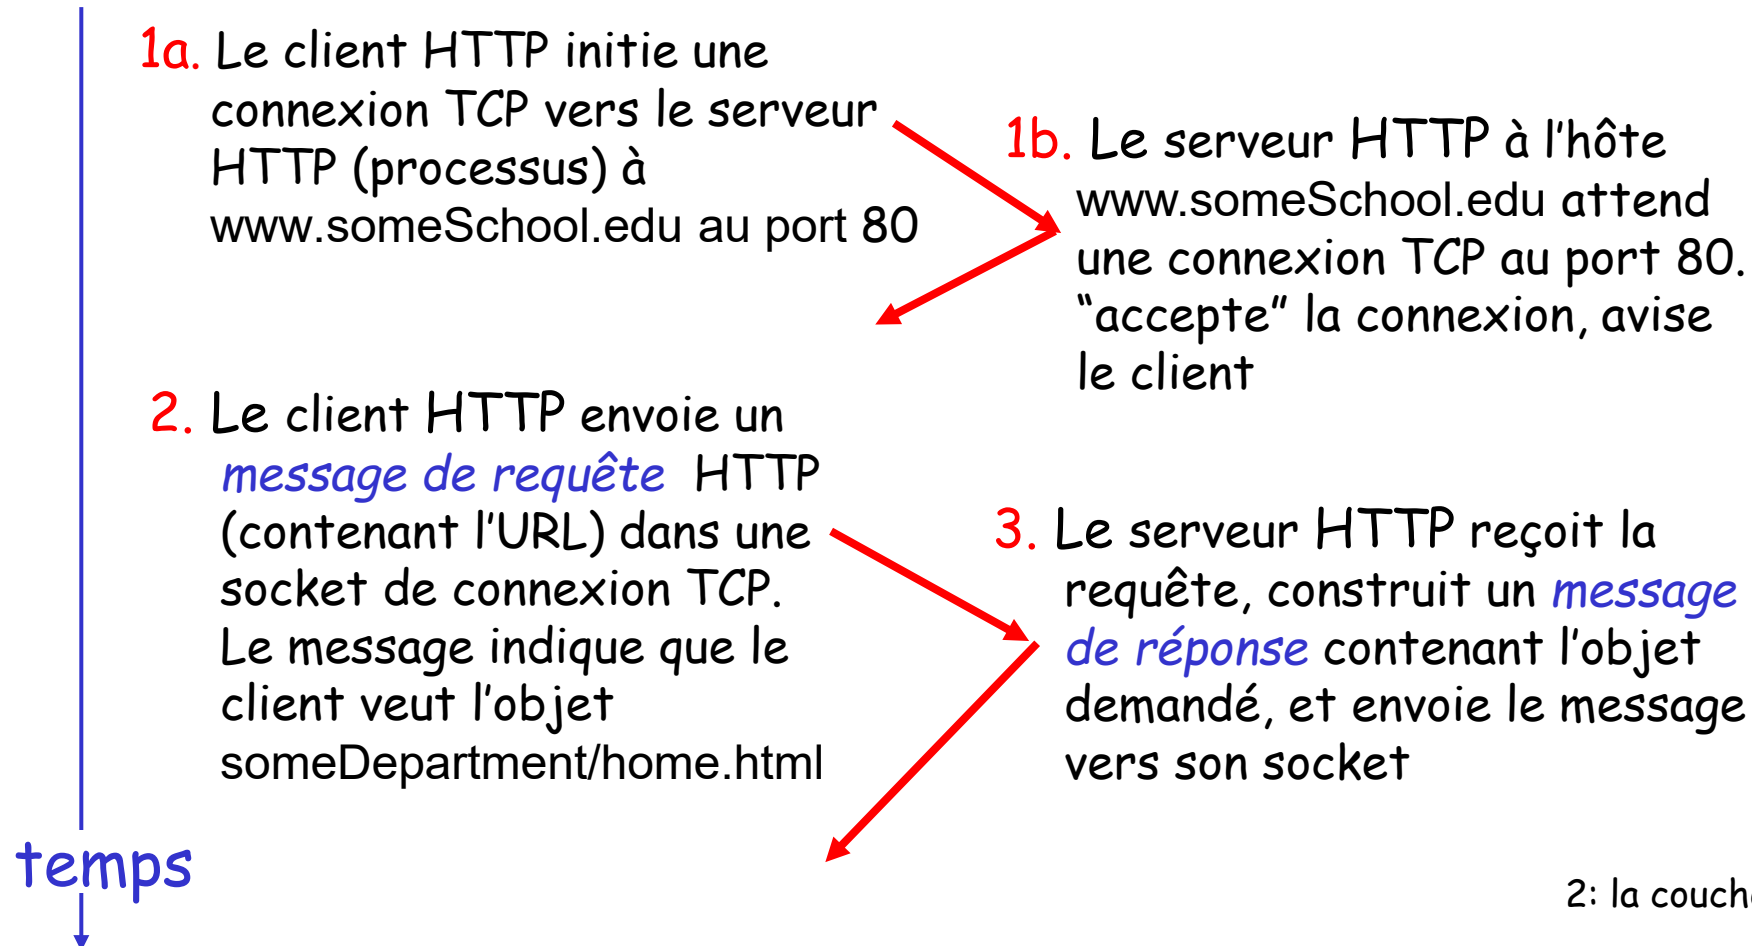 1a. Le client HTTP initie une
connexion TCP vers le serveur
HTTP (processus) à
www.someSchool.edu au port 80
1b. Le serveur HTTP à l’hôte
www.someSchool.edu attend
une connexion TCP au port 80.
“accepte” la connexion, avise
le client
2. Le client HTTP envoie un
message de requête HTTP
(contenant l’URL) dans une
socket de connexion TCP.
Le message indique que le
client veut l’objet
someDepartment/home.html
3. Le serveur HTTP reçoit la
requête, construit un message
de réponse contenant l’objet
demandé, et envoie le message
vers son socket
temps
2: la couch